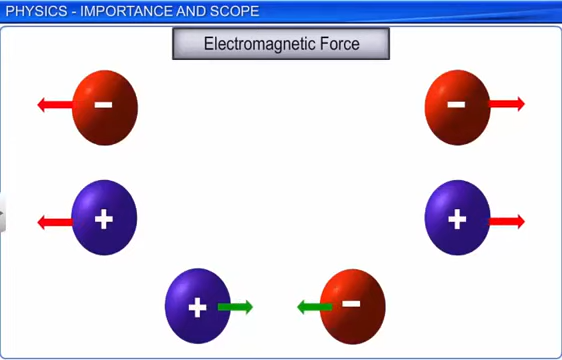 PHYSICS - IMPORTANCE AND SCOPE
Electromagnetic Force
− −
+ +
+ −